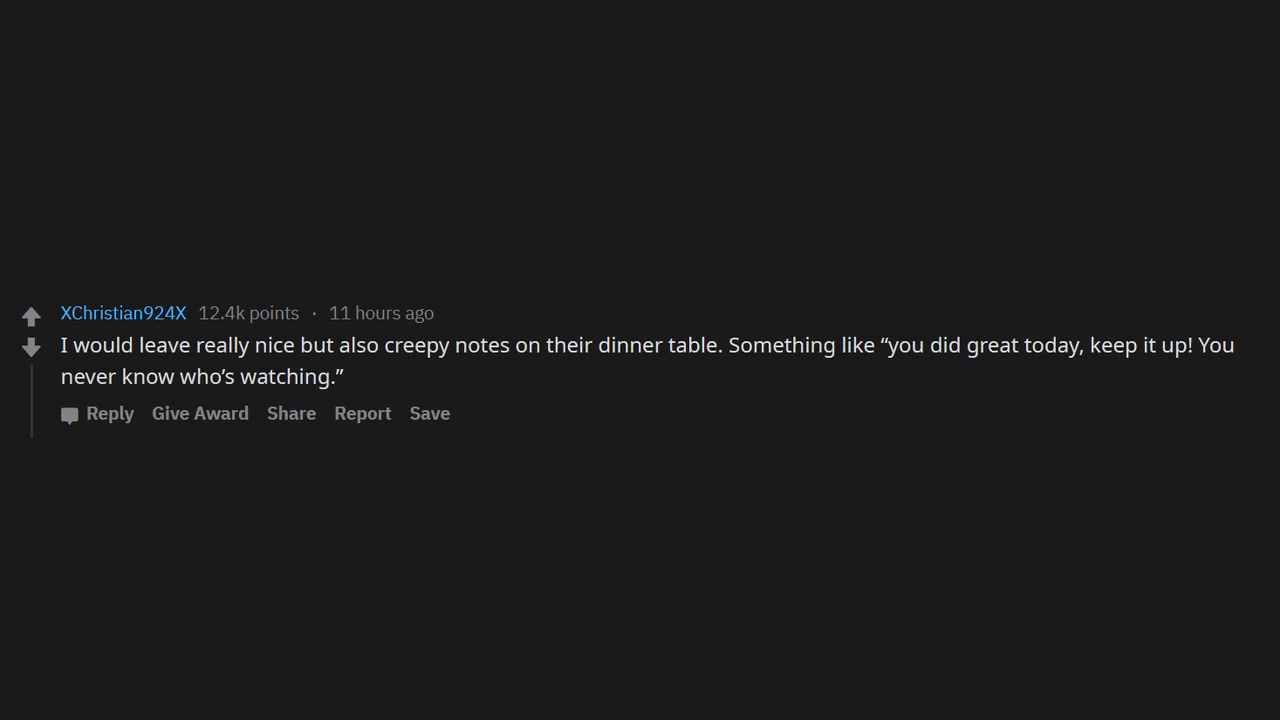 XChristian924X 12.4k points · 11 hours ago
I would leave really nice but also creepy notes on their dinner table. Something like “you did great today, keep it up! You
never know who’s watching.”
Reply Give Award Share Report Save